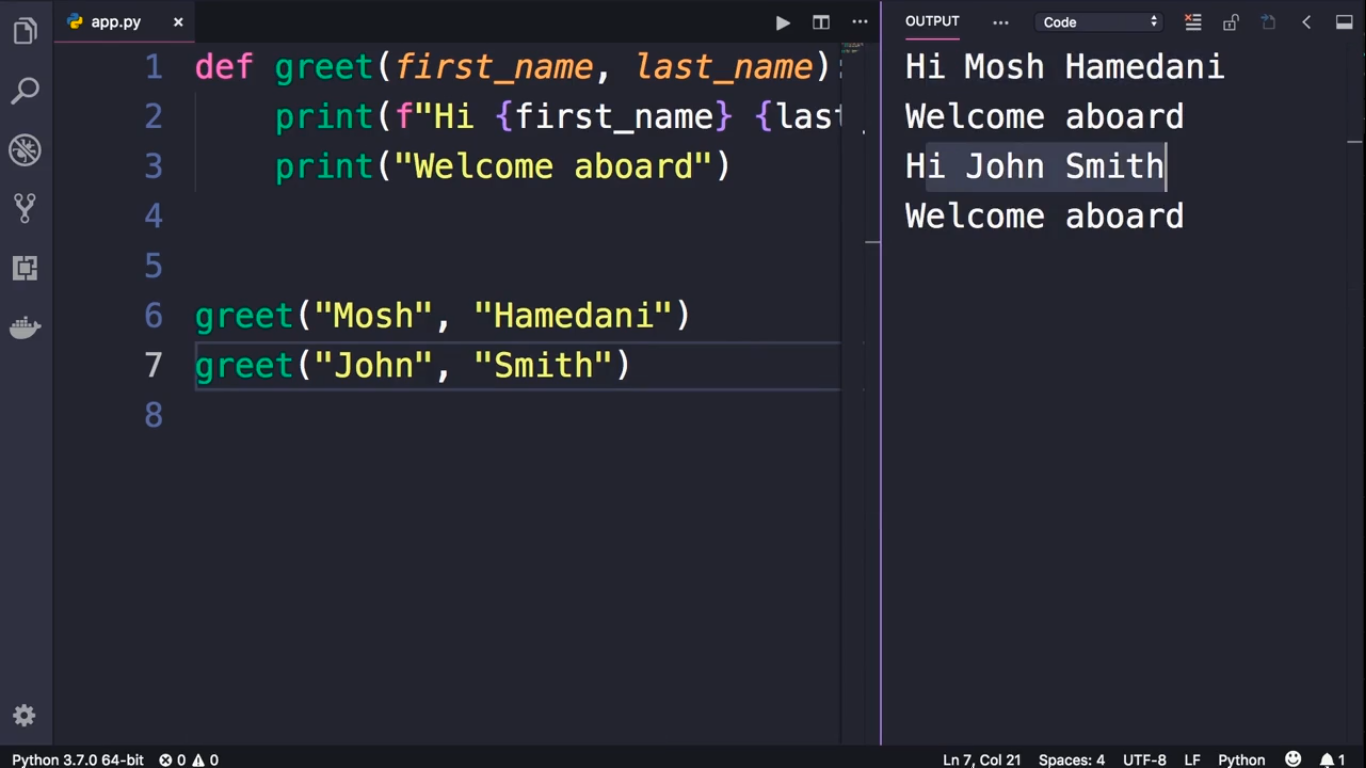 app.py ×
OUTPUT ··· Code
1 def greet(first_name, last_name):
2     print(f"Hi {first_name} {last_
3     print("Welcome aboard")
4
5
6 greet("Mosh", "Hamedani")
7 greet("John", "Smith")
8
Hi Mosh Hamedani
Welcome aboard
Hi John Smith
Welcome aboard
Python 3.7.0 64-bit 0 0
Ln 7, Col 21 Spaces: 4 UTF-8 LF Python 1